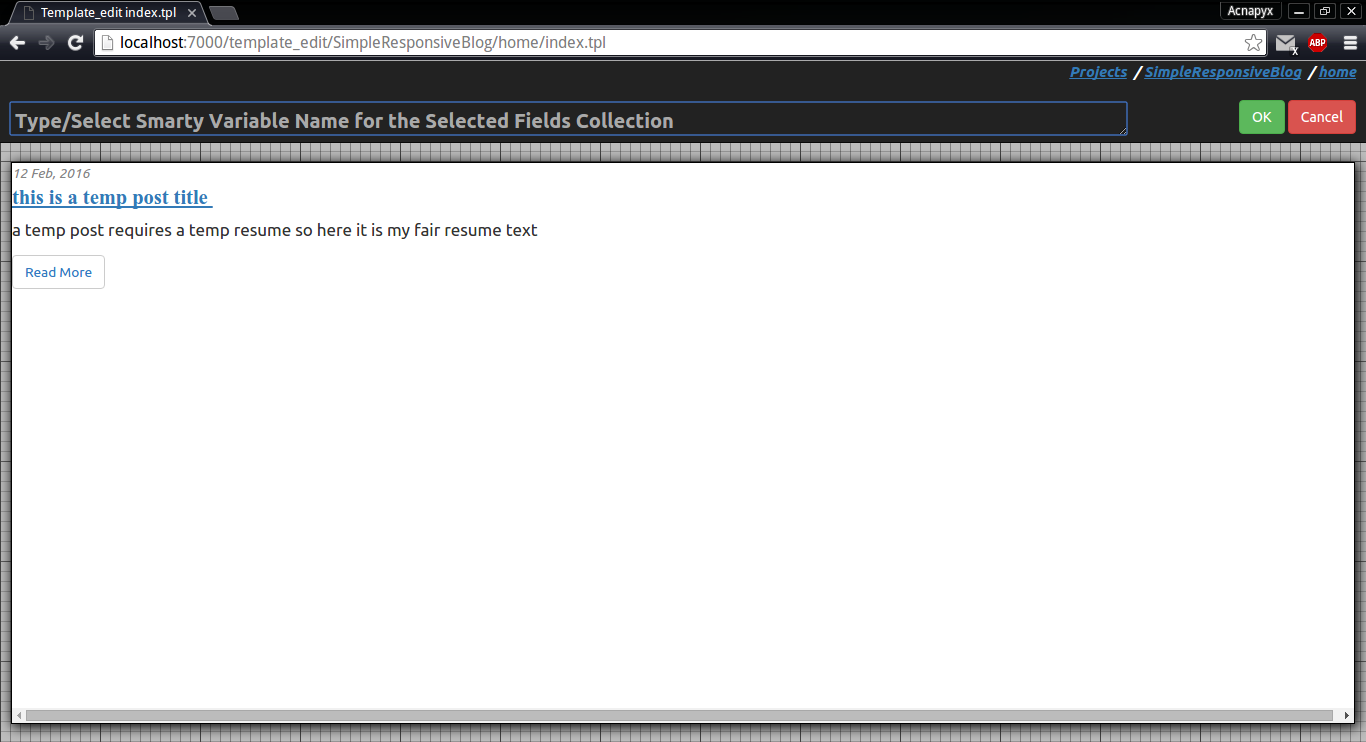 Template_edit index.tpl
Acnapyx
localhost:7000/template_edit/SimpleResponsiveBlog/home/index.tpl
ABP
x
Projects / SimpleResponsiveBlog / home
Type/Select Smarty Variable Name for the Selected Fields Collection
OK
Cancel
12 Feb, 2016
this is a temp post title
a temp post requires a temp resume so here it is my fair resume text
Read More